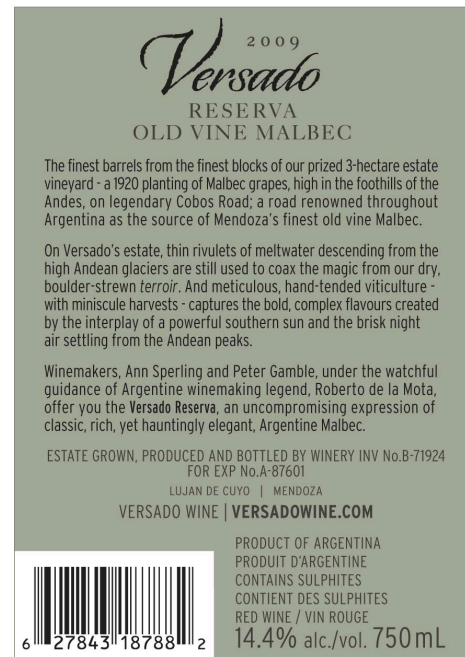 2009
Versado
RESERVA
OLD VINE MALBEC
The finest barrels from the finest blocks of our prized 3-hectare estate
vineyard - a 1920 planting of Malbec grapes, high in the foothills of the
Andes, on legendary Cobos Road; a road renowned throughout
Argentina as the source of Mendoza's finest old vine Malbec.
On Versado's estate, thin rivulets of meltwater descending from the
high Andean glaciers are still used to coax the magic from our dry,
boulder-strewn terroir. And meticulous, hand-tended viticulture -
with miniscule harvests - captures the bold, complex flavours created
by the interplay of a powerful southern sun and the brisk night
air settling from the Andean peaks.
Winemakers, Ann Sperling and Peter Gamble, under the watchful
guidance of Argentine winemaking legend, Roberto de la Mota,
offer you the Versado Reserva, an uncompromising expression of
classic, rich, yet hauntingly elegant, Argentine Malbec.
ESTATE GROWN, PRODUCED AND BOTTLED BY WINERY INV No.B-71924
FOR EXP No.A-87601
LUJAN DE CUYO | MENDOZA
VERSADO WINE | VERSADOWINE.COM
PRODUCT OF ARGENTINA
PRODUIT D'ARGENTINE
CONTAINS SULPHITES
CONTIENT DES SULPHITES
RED WINE / VIN ROUGE
14.4% alc./vol. 750 mL
6 27843 18788 2